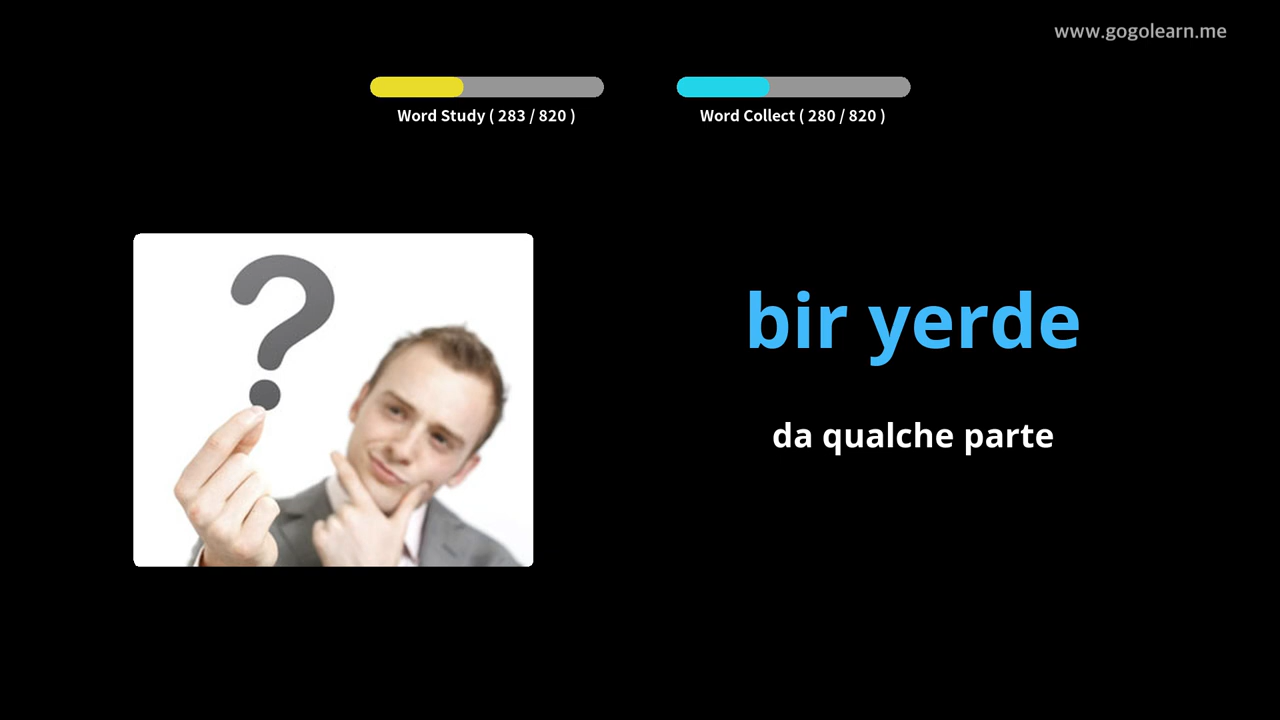 www.gogolearn.me
Word Study ( 283 / 820 )
Word Collect ( 280 / 820 )
?
bir yerde
da qualche parte